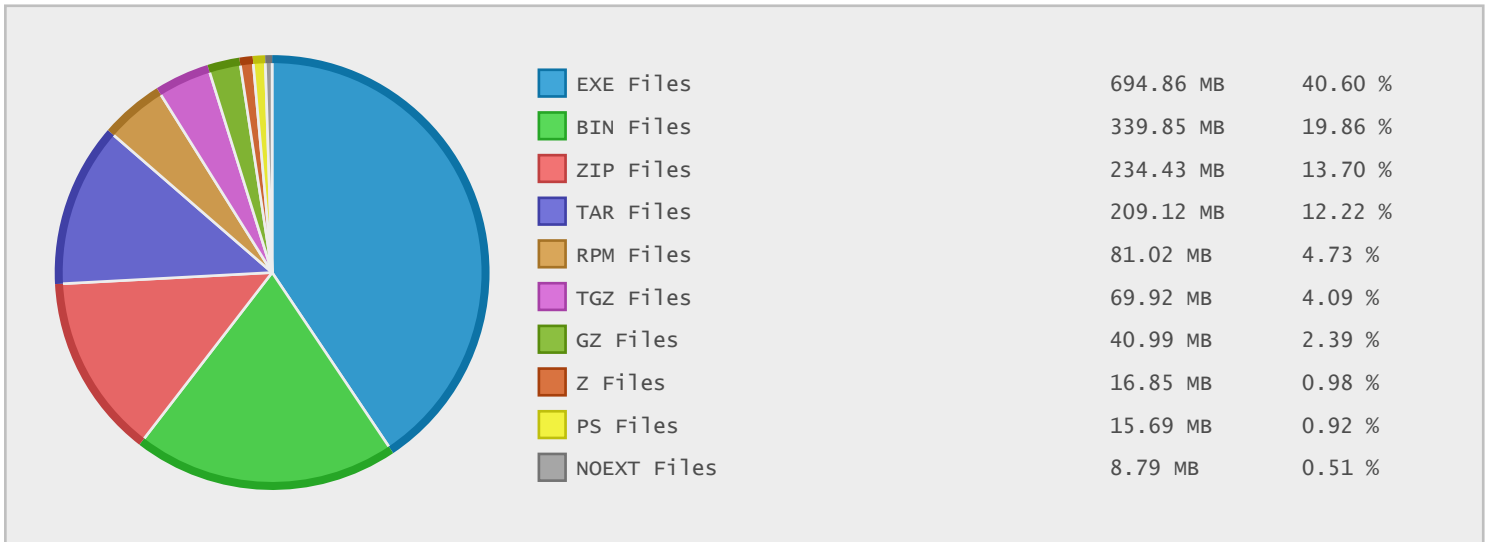 EXE Files 694.86 MB 40.60 %
BIN Files 339.85 MB 19.86 %
ZIP Files 234.43 MB 13.70 %
TAR Files 209.12 MB 12.22 %
RPM Files 81.02 MB 4.73 %
TGZ Files 69.92 MB 4.09 %
GZ Files 40.99 MB 2.39 %
Z Files 16.85 MB 0.98 %
PS Files 15.69 MB 0.92 %
NOEXT Files 8.79 MB 0.51 %